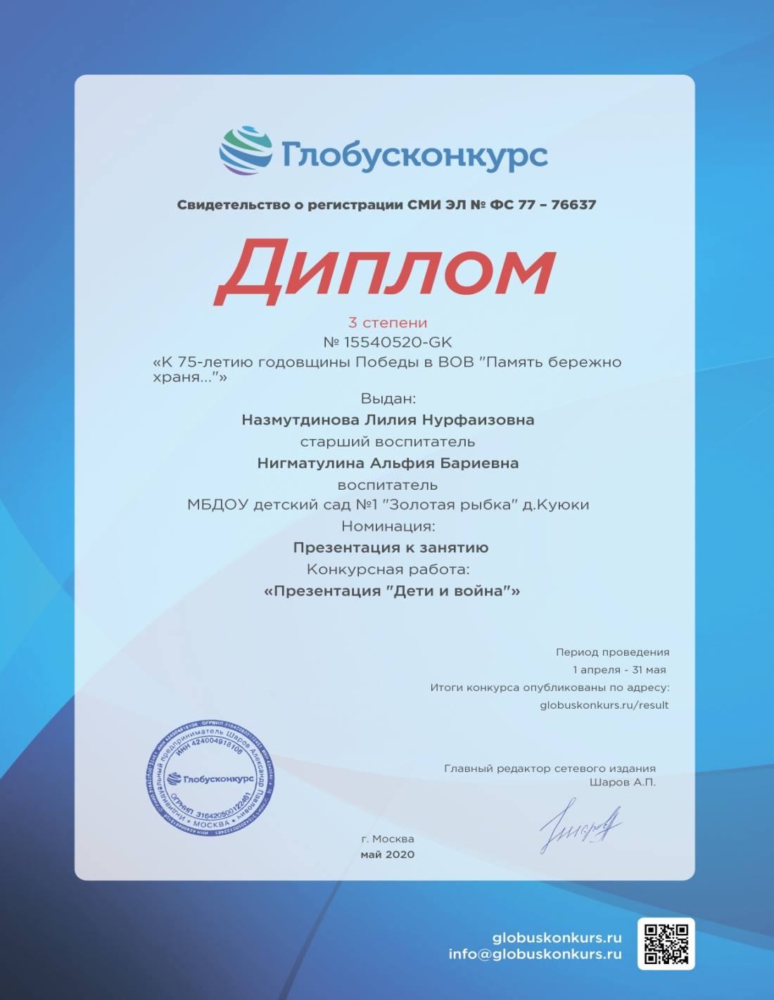 Глобусконкурс
Свидетельство о регистрации СМИ ЭЛ № ФС 77 – 76637
Диплом
3 степени
№ 15540520-GK
«К 75-летию годовщины Победы в ВОВ "Память бережно
храня..."»
Выдан:
Назмутдинова Лилия Нурфаизовна
старший воспитатель
Нигматулина Альфия Бариевна
воспитатель
МБДОУ детский сад №1 "Золотая рыбка" д.Куюки
Номинация:
Презентация к занятию
Конкурсная работа:
«Презентация "Дети и война"»
Период проведения
1 апреля - 31 мая
Итоги конкурса опубликованы по адресу:
globuskonkurs.ru/result
Индивидуальный предприниматель Шаров Александр Павлович
ИНН 424004918106
Глобусконкурс
ОГРНИП 316420500122461
* МОСКВА *
Главный редактор сетевого издания
Шаров А.П.
г. Москва
май 2020
globuskonkurs.ru
info@globuskonkurs.ru